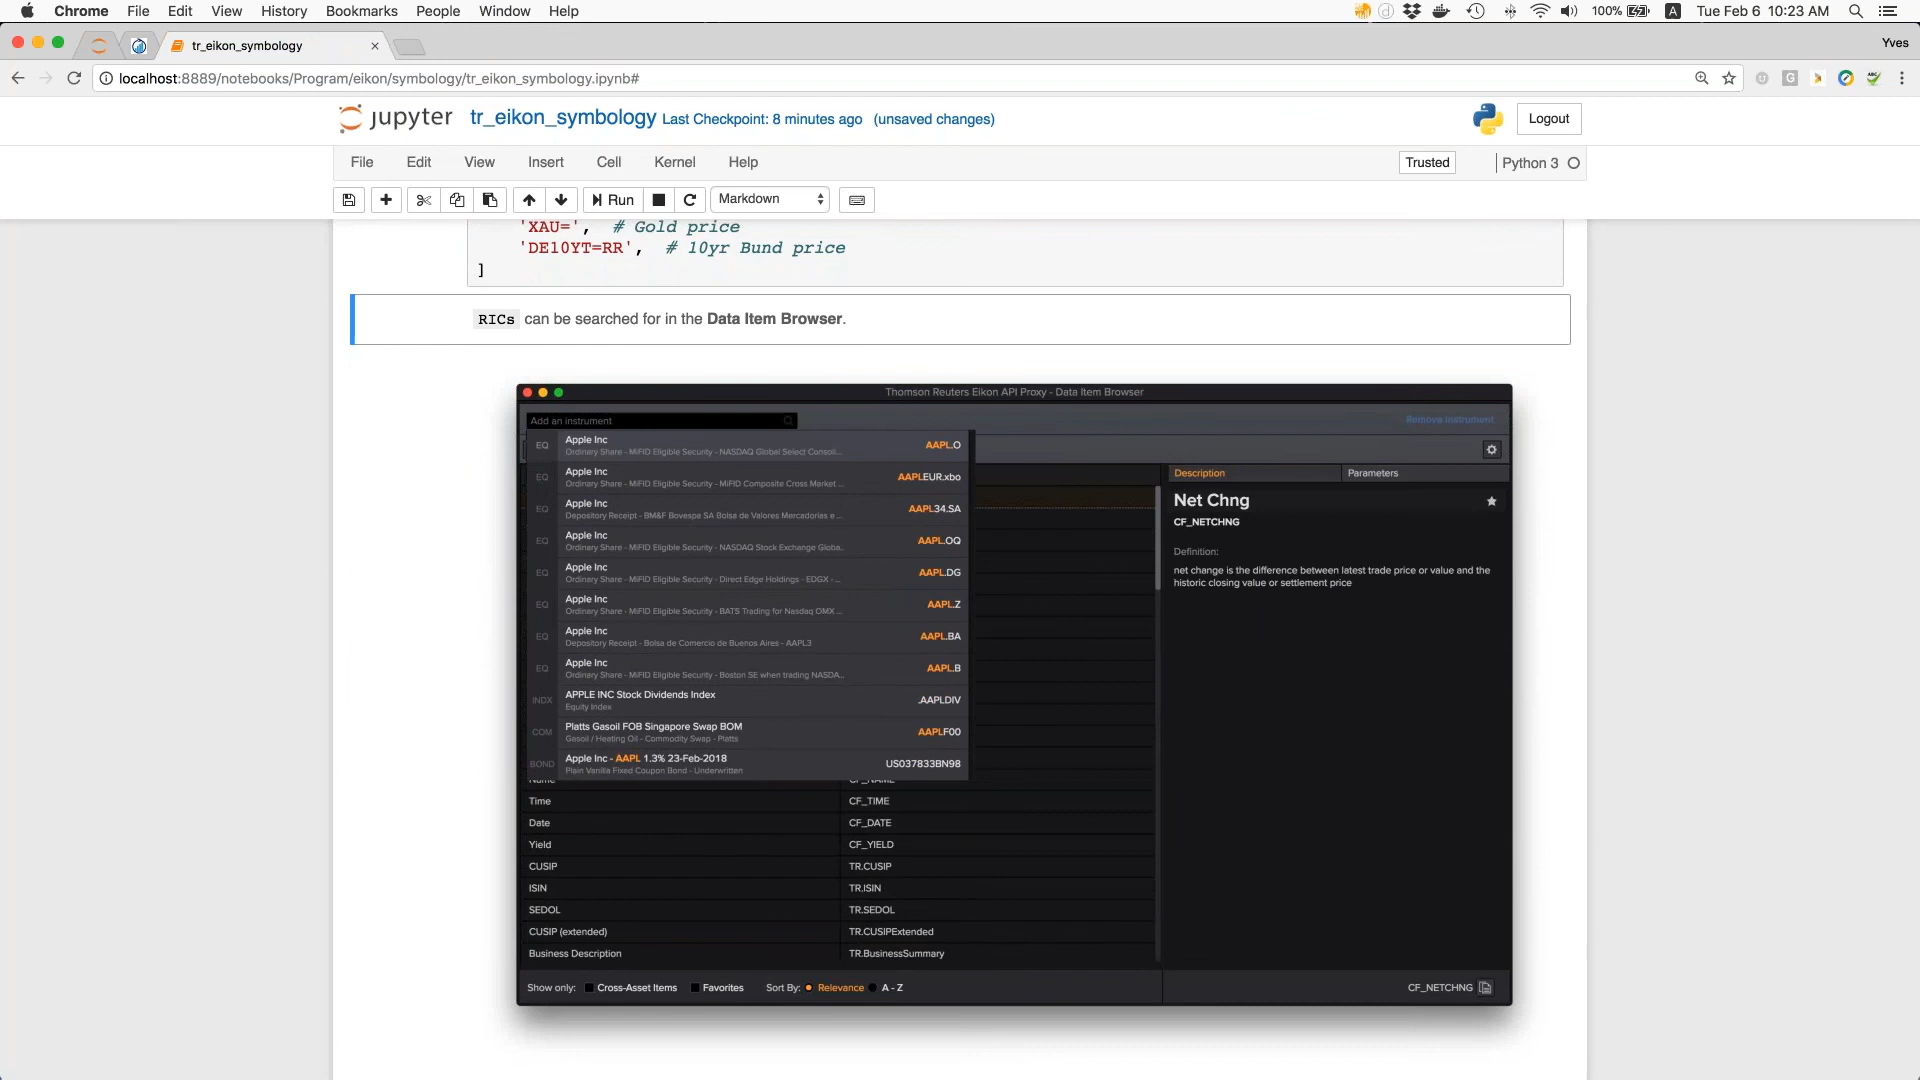 Chrome File Edit View History Bookmarks People Window Help 100% A Tue Feb 6 10:23 AM
tr_eikon_symbology Yves
localhost:8889/notebooks/Program/eikon/symbology/tr_eikon_symbology.ipynb#
jupyter tr_eikon_symbology Last Checkpoint: 8 minutes ago (unsaved changes) Logout
File Edit View Insert Cell Kernel Help Trusted Python 3
Run Markdown
'XAU=', # Gold price
'DE10YT=RR', # 10yr Bund price
]
RICs can be searched for in the Data Item Browser.
Thomson Reuters Eikon API Proxy - Data Item Browser
Add an instrument Remove Instrument
EQ Apple Inc AAPL.O
Ordinary Share - MiFID Eligible Security - NASDAQ Global Select Consoli...
EQ Apple Inc AAPLEUR.xbo
Ordinary Share - MiFID Eligible Security - MiFID Composite Cross Market ...
EQ Apple Inc AAPL34.SA
Depository Receipt - BM&F Bovespa SA Bolsa de Valores Mercadorias e ...
EQ Apple Inc AAPL.OQ
Ordinary Share - MiFID Eligible Security - NASDAQ Stock Exchange Globa...
EQ Apple Inc AAPL.DG
Ordinary Share - MiFID Eligible Security - Direct Edge Holdings - EDGX - ...
EQ Apple Inc AAPL.Z
Ordinary Share - MiFID Eligible Security - BATS Trading for Nasdaq OMX ...
EQ Apple Inc AAPL.BA
Depository Receipt - Bolsa de Comercio de Buenos Aires - AAPL3
EQ Apple Inc AAPL.B
Ordinary Share - MiFID Eligible Security - Boston SE when trading NASDA...
INDX APPLE INC Stock Dividends Index .AAPLDIV
Equity Index
COM Platts Gasoil FOB Singapore Swap BOM AAPLF00
Gasoil / Heating Oil - Commodity Swap - Platts
BOND Apple Inc - AAPL 1.3% 23-Feb-2018 US037833BN98
Plain Vanilla Fixed Coupon Bond - Underwritten
Name CF_NAME
Time CF_TIME
Date CF_DATE
Yield CF_YIELD
CUSIP TR.CUSIP
ISIN TR.ISIN
SEDOL TR.SEDOL
CUSIP (extended) TR.CUSIPExtended
Business Description TR.BusinessSummary
Description Parameters
Net Chng
CF_NETCHNG
Definition:
net change is the difference between latest trade price or value and the
historic closing value or settlement price
Show only: Cross-Asset Items Favorites Sort By: Relevance A - Z CF_NETCHNG